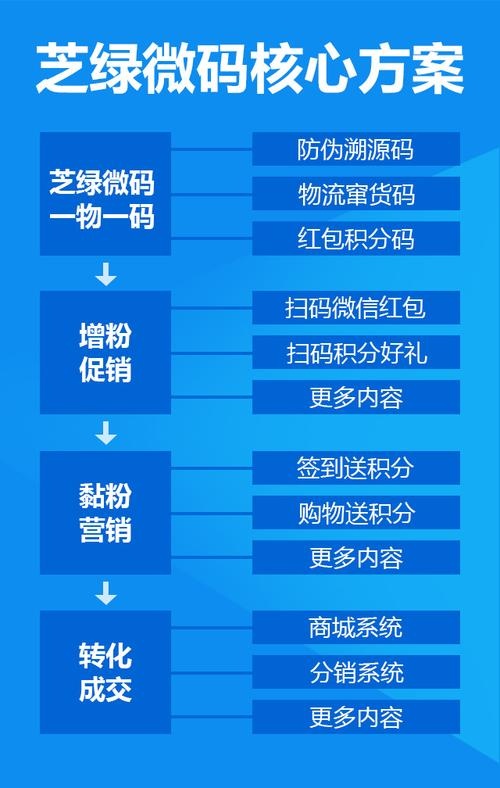 芝绿微码核心方案
芝绿微码
一物一码
防伪溯源码
物流窜货码
红包积分码
增粉
促销
扫码微信红包
扫码积分好礼
更多内容
黏粉
营销
签到送积分
购物送积分
更多内容
转化
成交
商城系统
分销系统
更多内容